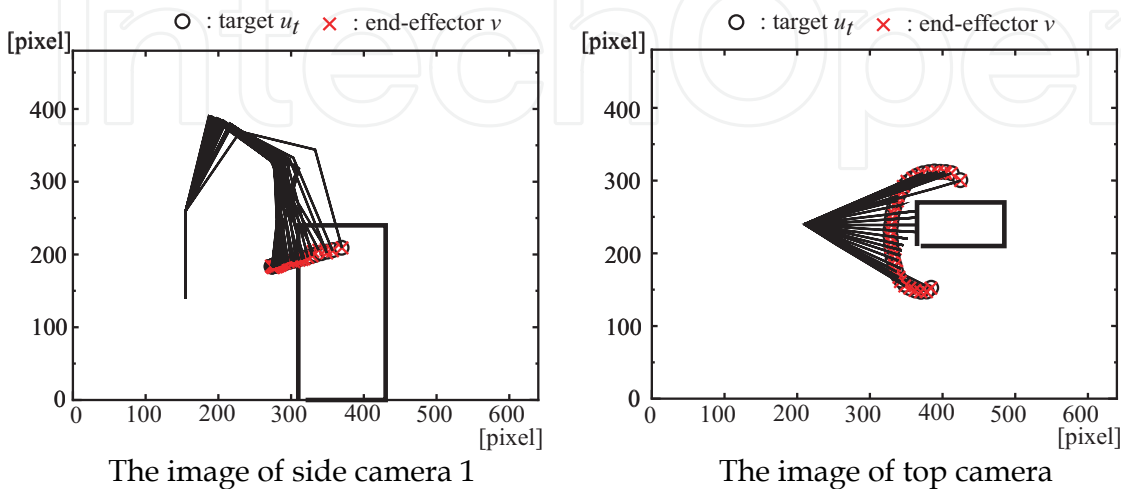 IntechOpen
○ : target u_t × : end-effector v
[pixel]
400
300
200
100
0
0 100 200 300 400 500 600
[pixel]
The image of side camera 1
○ : target u_t × : end-effector v
[pixel]
400
300
200
100
0
0 100 200 300 400 500 600
[pixel]
The image of top camera